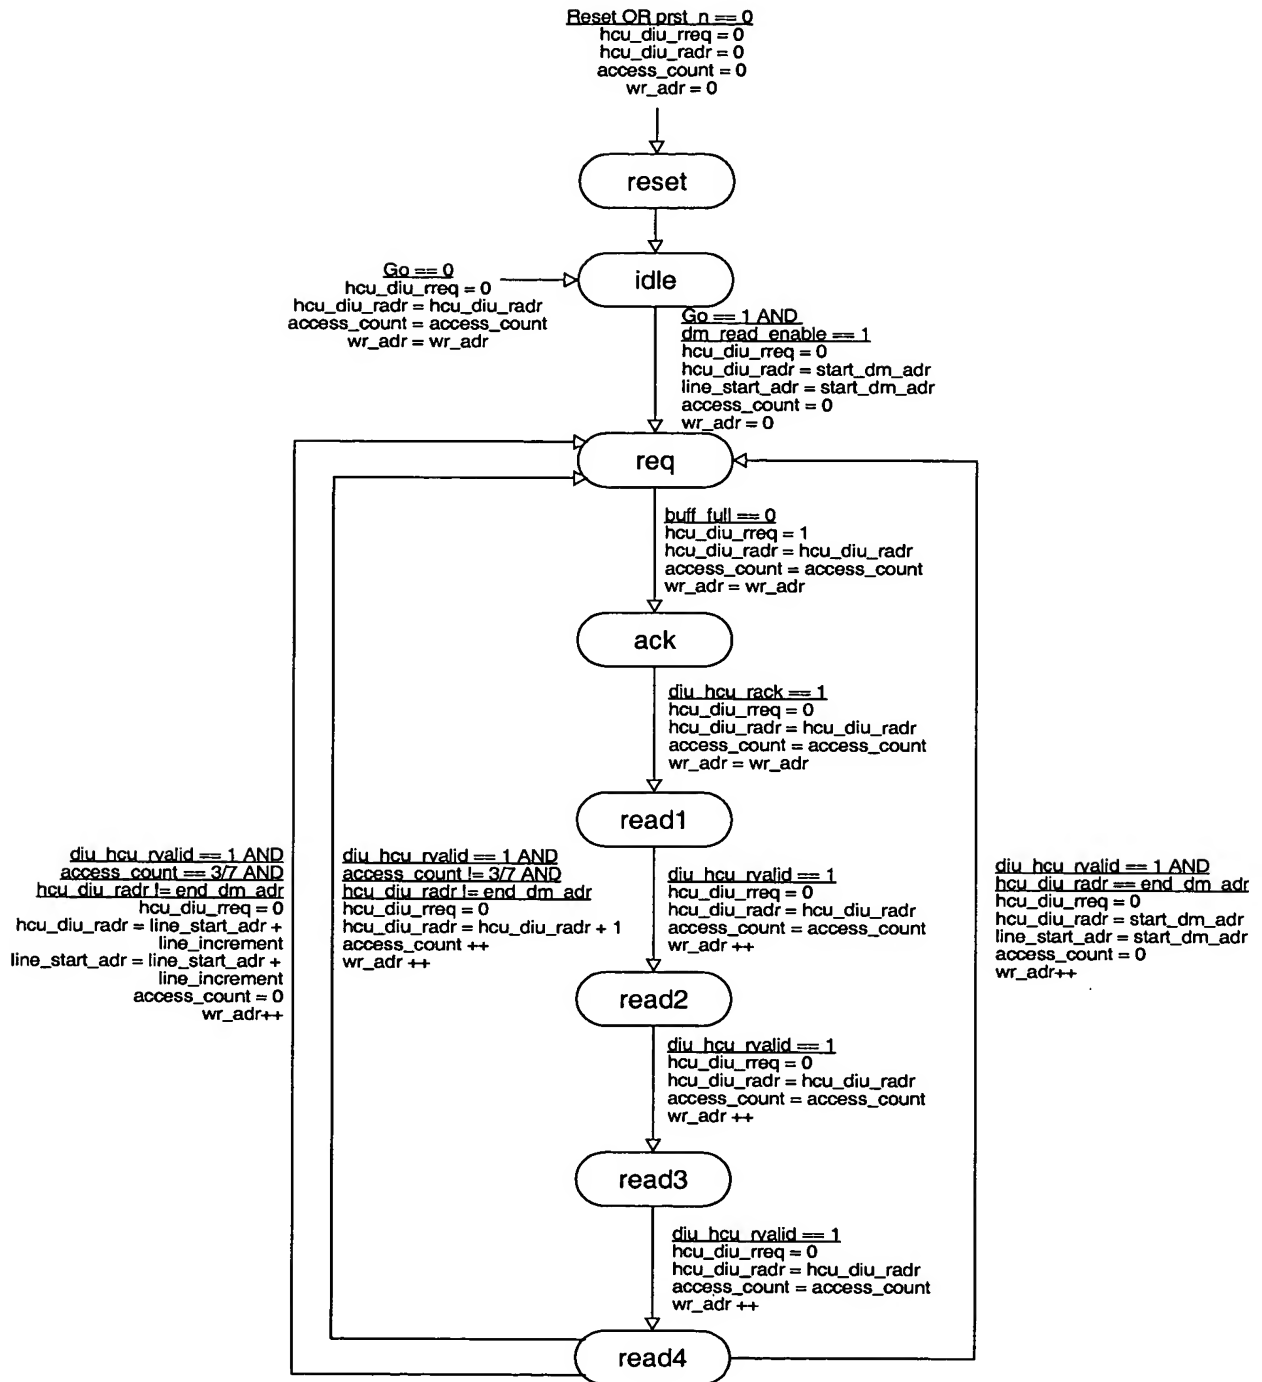 Reset OR prst_n == 0
hcu_diu_rreq = 0
hcu_diu_radr = 0
access_count = 0
wr_adr = 0
reset
idle
Go == 0
hcu_diu_rreq = 0
hcu_diu_radr = hcu_diu_radr
access_count = access_count
wr_adr = wr_adr
Go == 1 AND
dm_read_enable == 1
hcu_diu_rreq = 0
hcu_diu_radr = start_dm_adr
line_start_adr = start_dm_adr
access_count = 0
wr_adr = 0
req
buff_full == 0
hcu_diu_rreq = 1
hcu_diu_radr = hcu_diu_radr
access_count = access_count
wr_adr = wr_adr
ack
diu_hcu_rack == 1
hcu_diu_rreq = 0
hcu_diu_radr = hcu_diu_radr
access_count = access_count
wr_adr = wr_adr
read1
diu_hcu_rvalid == 1 AND
access_count == 3/7 AND
hcu_diu_radr != end_dm_adr
hcu_diu_rreq = 0
hcu_diu_radr = line_start_adr +
line_increment
line_start_adr = line_start_adr +
line_increment
access_count = 0
wr_adr++
diu_hcu_rvalid == 1 AND
access_count != 3/7 AND
hcu_diu_radr != end_dm_adr
hcu_diu_rreq = 0
hcu_diu_radr = hcu_diu_radr + 1
access_count ++
wr_adr ++
diu_hcu_rvalid == 1
hcu_diu_rreq = 0
hcu_diu_radr = hcu_diu_radr
access_count = access_count
wr_adr ++
diu_hcu_rvalid == 1 AND
hcu_diu_radr == end_dm_adr
hcu_diu_rreq = 0
hcu_diu_radr = start_dm_adr
line_start_adr = start_dm_adr
access_count = 0
wr_adr++
read2
diu_hcu_rvalid == 1
hcu_diu_rreq = 0
hcu_diu_radr = hcu_diu_radr
access_count = access_count
wr_adr ++
read3
diu_hcu_rvalid == 1
hcu_diu_rreq = 0
hcu_diu_radr = hcu_diu_radr
access_count = access_count
wr_adr ++
read4